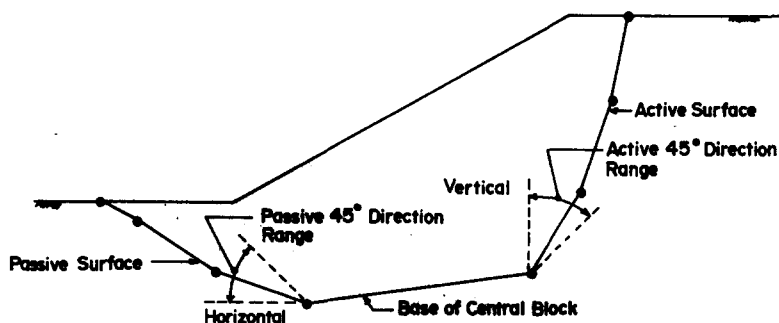 Active Surface
Active 45° Direction
Range
Vertical
Passive 45° Direction
Range
Passive Surface
Base of Central Block
Horizontal